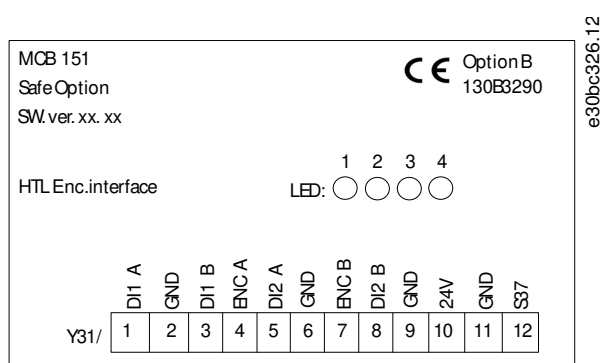 e30bc326.12
MCB 151
Safe Option
SW. ver. xx. xx
CE Option B
130B3290
1 2 3 4
HTL Enc.interface LED:
DI1 A GND DI1 B ENC A DI2 A GND ENC B DI2 B GND 24V GND S37
Y31/ 1 2 3 4 5 6 7 8 9 10 11 12